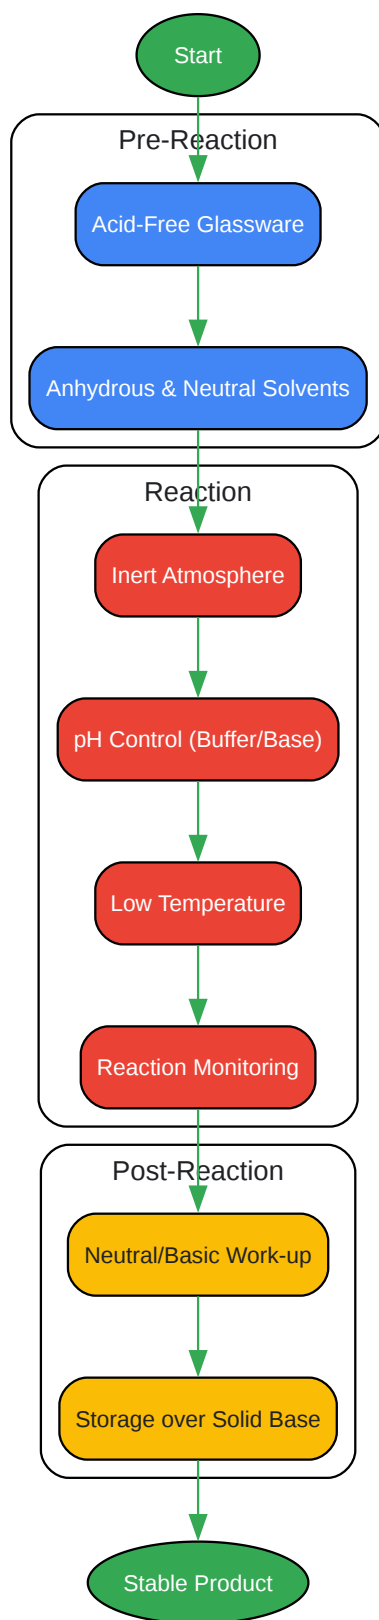 Start
Pre-Reaction
Acid-Free Glassware
Anhydrous & Neutral Solvents
Reaction
Inert Atmosphere
pH Control (Buffer/Base)
Low Temperature
Reaction Monitoring
Post-Reaction
Neutral/Basic Work-up
Storage over Solid Base
Stable Product